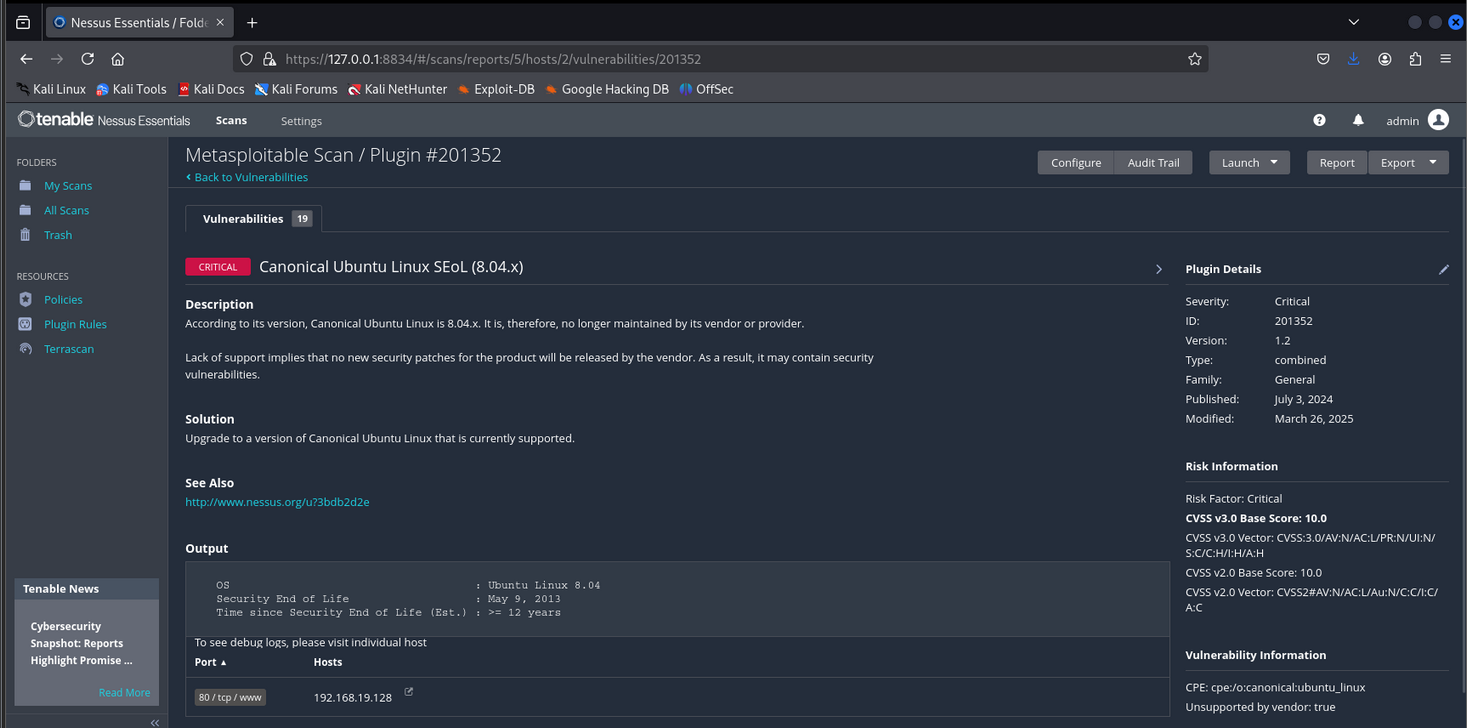 Nessus Essentials / Folde
https://127.0.0.1:8834/#/scans/reports/5/hosts/2/vulnerabilities/201352
Kali Linux Kali Tools Kali Docs Kali Forums Kali NetHunter Exploit-DB Google Hacking DB OffSec
tenable Nessus Essentials Scans Settings admin
FOLDERS
My Scans
All Scans
Trash
RESOURCES
Policies
Plugin Rules
Terrascan
Tenable News
Cybersecurity
Snapshot: Reports
Highlight Promise ...
Read More
Metasploitable Scan / Plugin #201352
Back to Vulnerabilities
Configure Audit Trail Launch Report Export
Vulnerabilities 19
CRITICAL Canonical Ubuntu Linux SEoL (8.04.x)
Description
According to its version, Canonical Ubuntu Linux is 8.04.x. It is, therefore, no longer maintained by its vendor or provider.
Lack of support implies that no new security patches for the product will be released by the vendor. As a result, it may contain security
vulnerabilities.
Solution
Upgrade to a version of Canonical Ubuntu Linux that is currently supported.
See Also
http://www.nessus.org/u?3bdb2d2e
Output
OS : Ubuntu Linux 8.04
Security End of Life : May 9, 2013
Time since Security End of Life (Est.) : >= 12 years
To see debug logs, please visit individual host
Port Hosts
80 / tcp / www 192.168.19.128
Plugin Details
Severity: Critical
ID: 201352
Version: 1.2
Type: combined
Family: General
Published: July 3, 2024
Modified: March 26, 2025
Risk Information
Risk Factor: Critical
CVSS v3.0 Base Score: 10.0
CVSS v3.0 Vector: CVSS:3.0/AV:N/AC:L/PR:N/UI:N/
S:C/C:H/I:H/A:H
CVSS v2.0 Base Score: 10.0
CVSS v2.0 Vector: CVSS2#AV:N/AC:L/Au:N/C:C/I:C/
A:C
Vulnerability Information
CPE: cpe:/o:canonical:ubuntu_linux
Unsupported by vendor: true